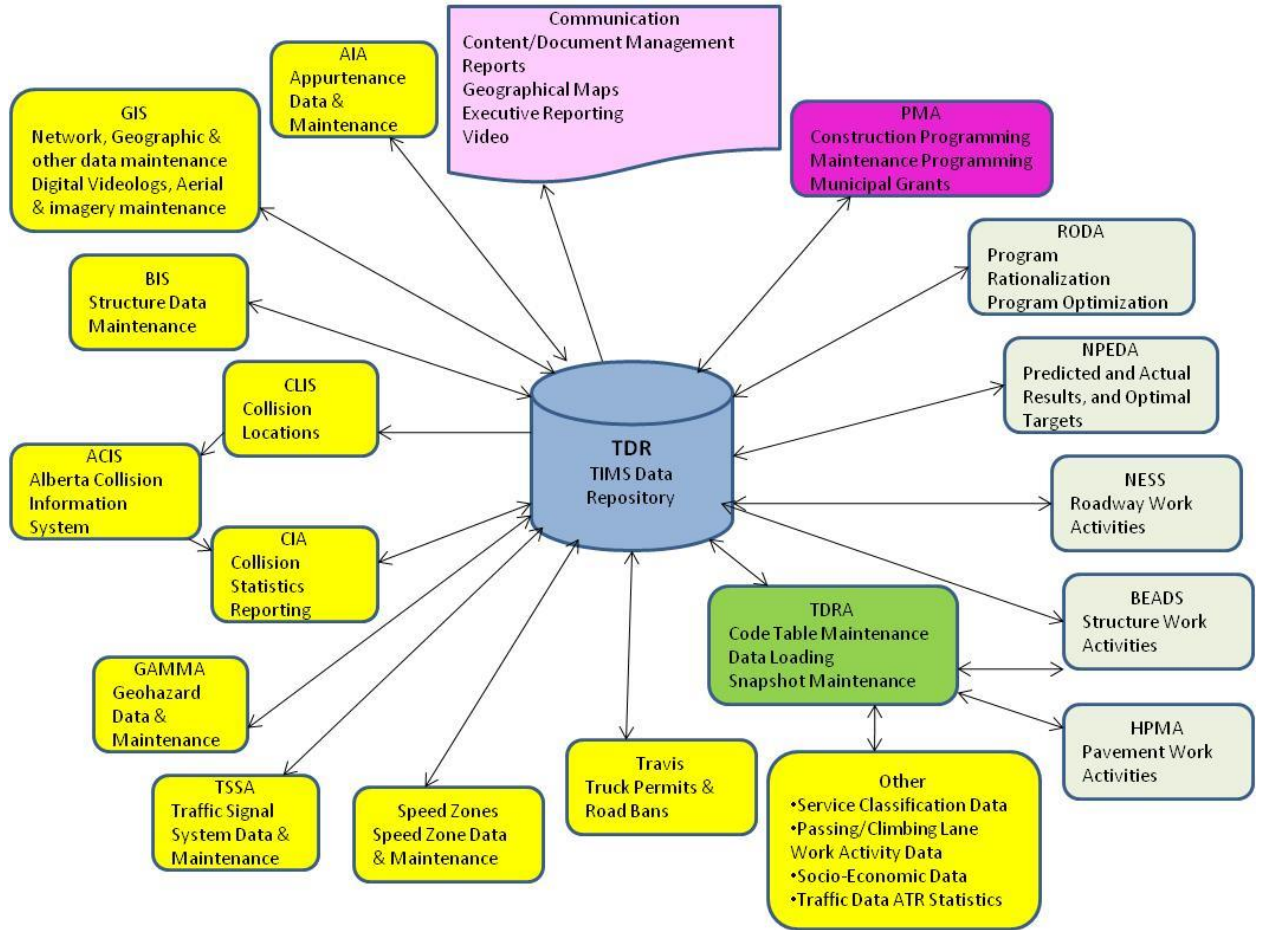 Communication
Content/Document Management
Reports
Geographical Maps
Executive Reporting
Video
AIA
Appurtenance
Data &
Maintenance
GIS
Network, Geographic &
other data maintenance
Digital Videologs, Aerial
& imagery maintenance
PMA
Construction Programming
Maintenance Programming
Municipal Grants
RODA
Program
Rationalization
Program Optimization
BIS
Structure Data
Maintenance
NPEDA
Predicted and Actual
Results, and Optimal
Targets
CLIS
Collision
Locations
TDR
TIMS Data
Repository
ACIS
Alberta Collision
Information
System
NESS
Roadway Work
Activities
CIA
Collision
Statistics
Reporting
TDRA
Code Table Maintenance
Data Loading
Snapshot Maintenance
BEADS
Structure Work
Activities
GAMMA
Geohazard
Data &
Maintenance
HPMA
Pavement Work
Activities
TSSA
Traffic Signal
System Data &
Maintenance
Speed Zones
Speed Zone Data
& Maintenance
Travis
Truck Permits &
Road Bans
Other
•Service Classification Data
•Passing/Climbing Lane
Work Activity Data
•Socio-Economic Data
•Traffic Data ATR Statistics